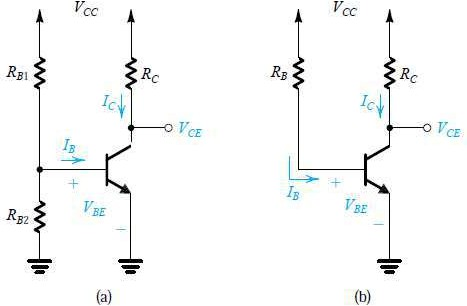 V_CC V_CC
R_B1 R_C R_B R_C
I_C I_C
V_CE V_CE
I_B
+ I_B +
R_B2 V_BE V_BE
– –
(a) (b)